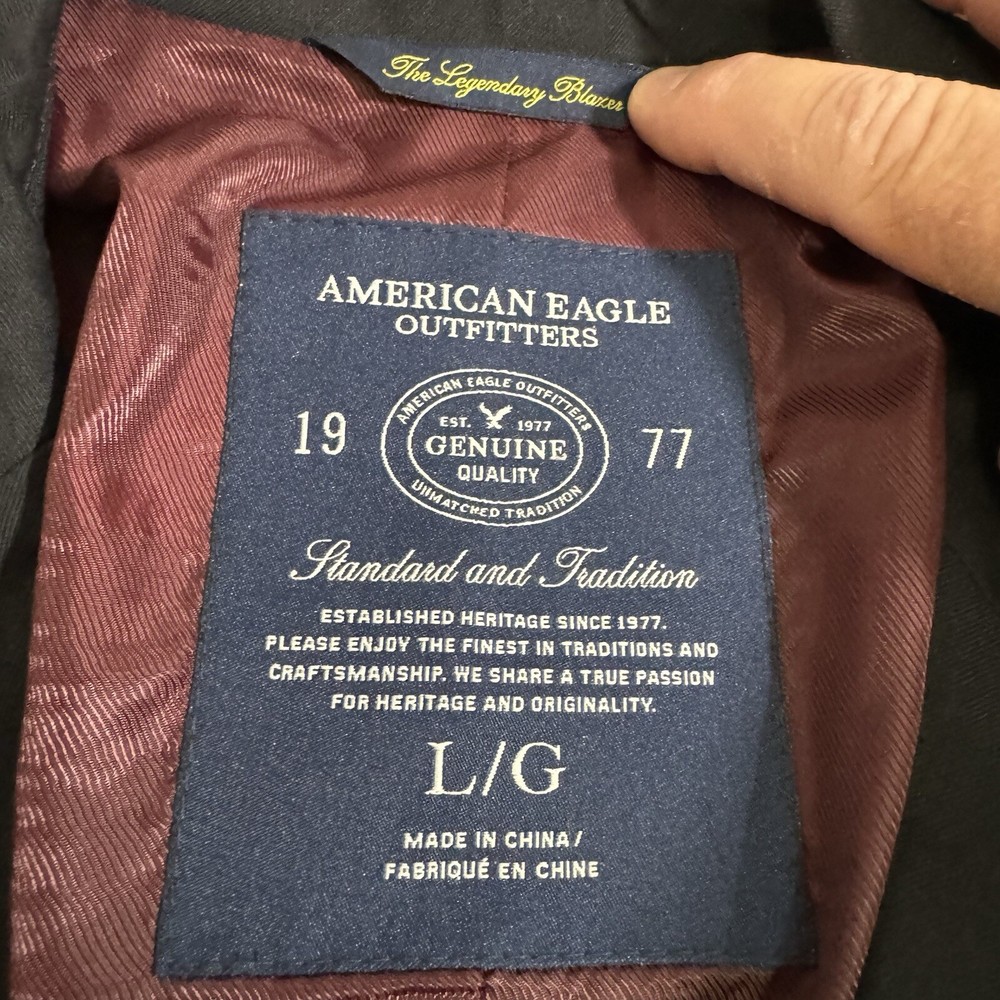 The Legendary Blazer
AMERICAN EAGLE
OUTFITTERS
19
AMERICAN EAGLE OUTFITTERS
EST. 1977
GENUINE
QUALITY
UNMATCHED TRADITION
77
Standard and Tradition
ESTABLISHED HERITAGE SINCE 1977.
PLEASE ENJOY THE FINEST IN TRADITIONS AND
CRAFTSMANSHIP. WE SHARE A TRUE PASSION
FOR HERITAGE AND ORIGINALITY.
L/G
MADE IN CHINA/
FABRIQUÉ EN CHINE